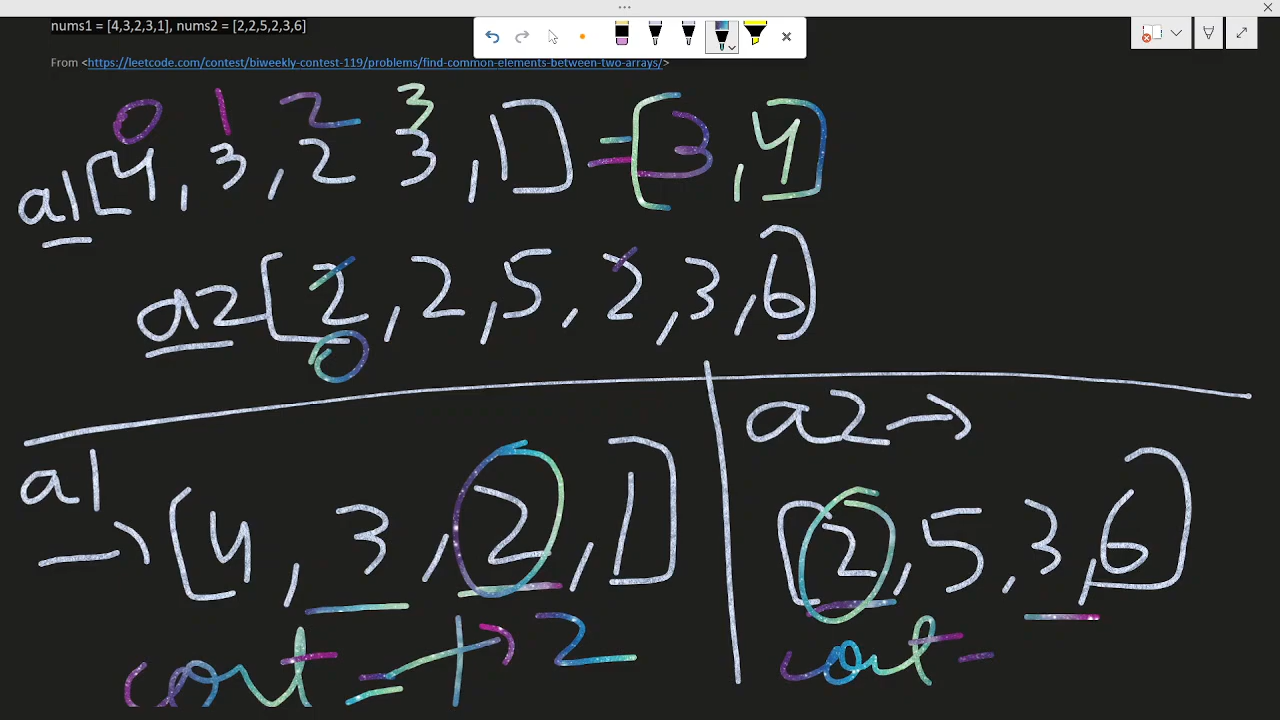 nums1 = [4,3,2,3,1], nums2 = [2,2,5,2,3,6]
From <https://leetcode.com/contest/biweekly-contest-119/problems/find-common-elements-between-two-arrays/>
0 1 2 3
a1[4,3,2 3,1] = [3,4]
a2[2,2,5,2,3,6]
0
a1 → [4,3,2,1]
a2 →
[2,5,3,6]